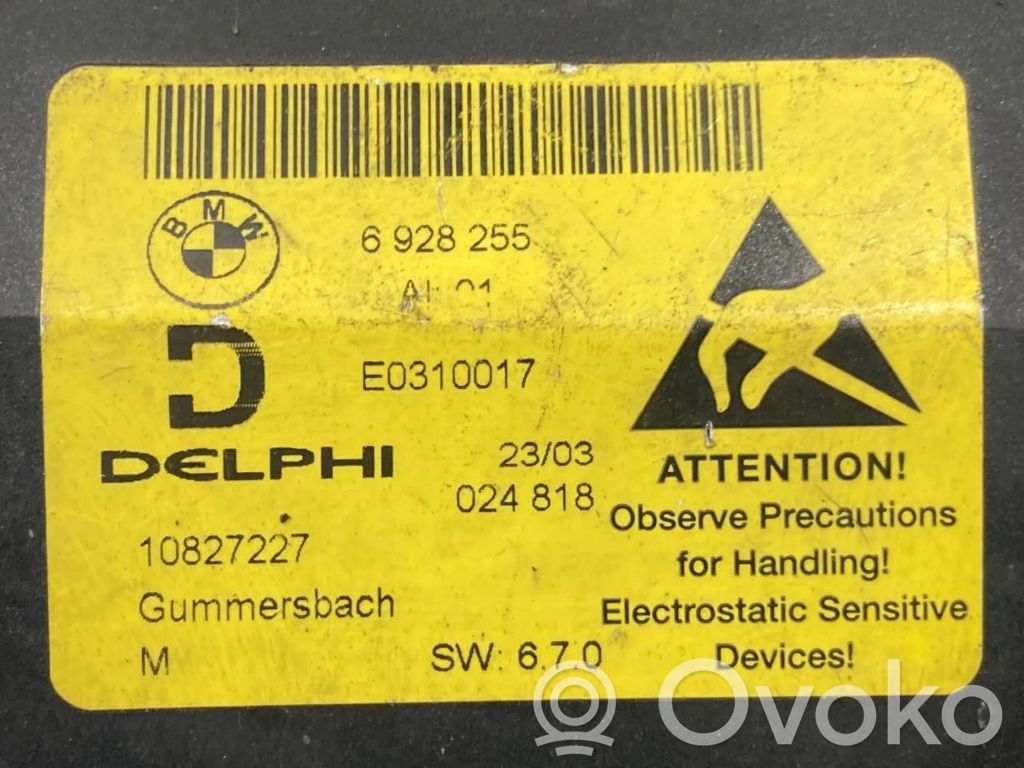 BMW
6 928 255
E0310017
DELPHI
23/03
024 818
10827227
Gummersbach
M
SW: 6.7.0
ATTENTION!
Observe Precautions
for Handling!
Electrostatic Sensitive
Devices!
Ovoko